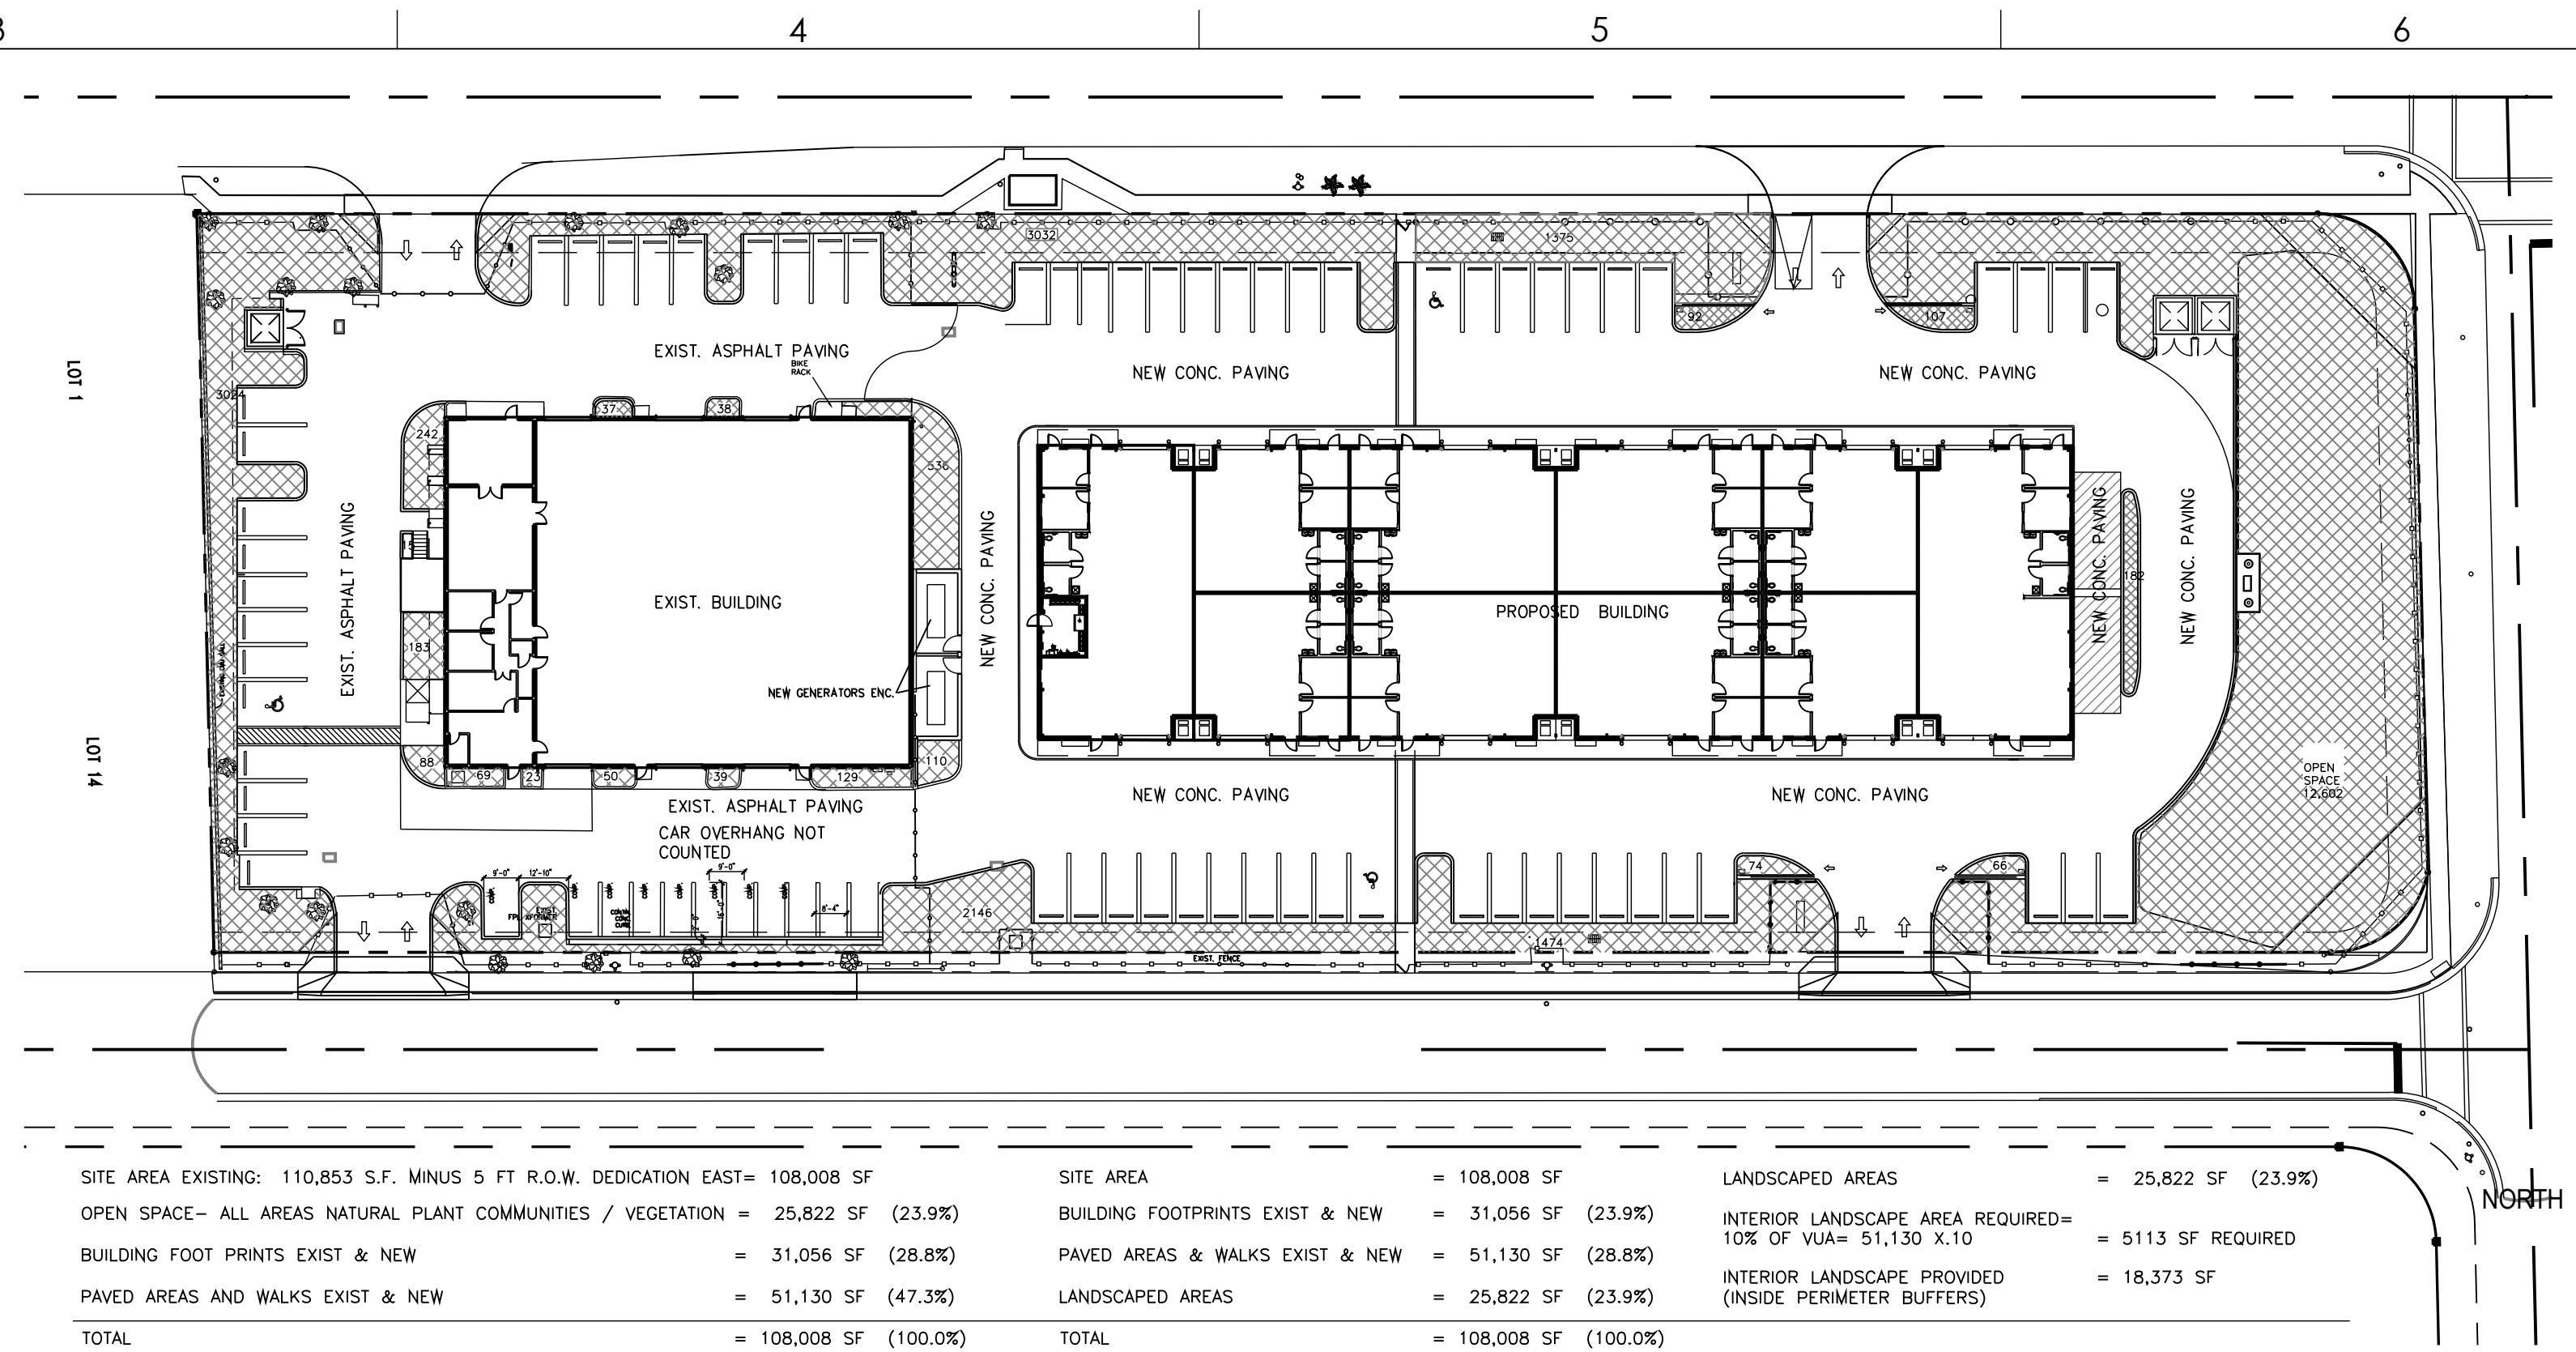 3
4
5
6
3032
1375
92
107
EXIST. ASPHALT PAVING
BIKE
RACK
NEW CONC. PAVING
NEW CONC. PAVING
LOT 1
3024
37
38
242
536
EXIST. ASPHALT PAVING
NEW CONC. PAVING
NEW CONC. PAVING
NEW CONC. PAVING
182
EXIST. BUILDING
PROPOSED BUILDING
183
NEW GENERATORS ENC.
LOT 14
88
69
23
50
39
129
110
OPEN
SPACE
12,602
EXIST. ASPHALT PAVING
NEW CONC. PAVING
NEW CONC. PAVING
CAR OVERHANG NOT
COUNTED
9'-0"
12'-10"
9'-0"
8'-4"
74
66
2146
1474
EXIST. FENCE
SITE AREA EXISTING: 110,853 S.F. MINUS 5 FT R.O.W. DEDICATION EAST= 108,008 SF
OPEN SPACE- ALL AREAS NATURAL PLANT COMMUNITIES / VEGETATION = 25,822 SF (23.9%)
BUILDING FOOT PRINTS EXIST & NEW = 31,056 SF (28.8%)
PAVED AREAS AND WALKS EXIST & NEW = 51,130 SF (47.3%)
TOTAL = 108,008 SF (100.0%)
SITE AREA = 108,008 SF
BUILDING FOOTPRINTS EXIST & NEW = 31,056 SF (23.9%)
PAVED AREAS & WALKS EXIST & NEW = 51,130 SF (28.8%)
LANDSCAPED AREAS = 25,822 SF (23.9%)
TOTAL = 108,008 SF (100.0%)
LANDSCAPED AREAS = 25,822 SF (23.9%)
INTERIOR LANDSCAPE AREA REQUIRED=
10% OF VUA= 51,130 X.10 = 5113 SF REQUIRED
INTERIOR LANDSCAPE PROVIDED = 18,373 SF
(INSIDE PERIMETER BUFFERS)
NORTH